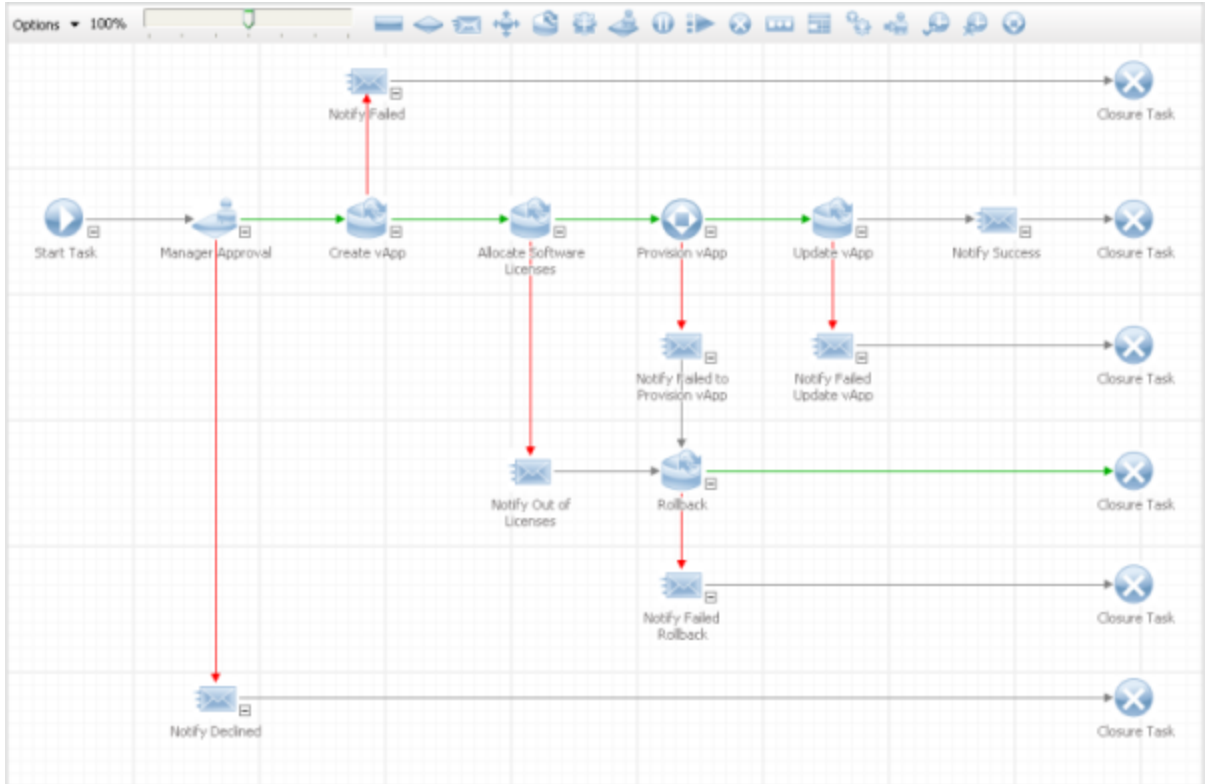 Options 100%
Notify Failed
Closure Task
Start Task
Manager Approval
Create vApp
Allocate Software
Licenses
Provision vApp
Update vApp
Notify Success
Closure Task
Notify Failed to
Provision vApp
Notify Failed
Update vApp
Closure Task
Notify Out of
Licenses
Rollback
Closure Task
Notify Failed
Rollback
Closure Task
Notify Declined
Closure Task